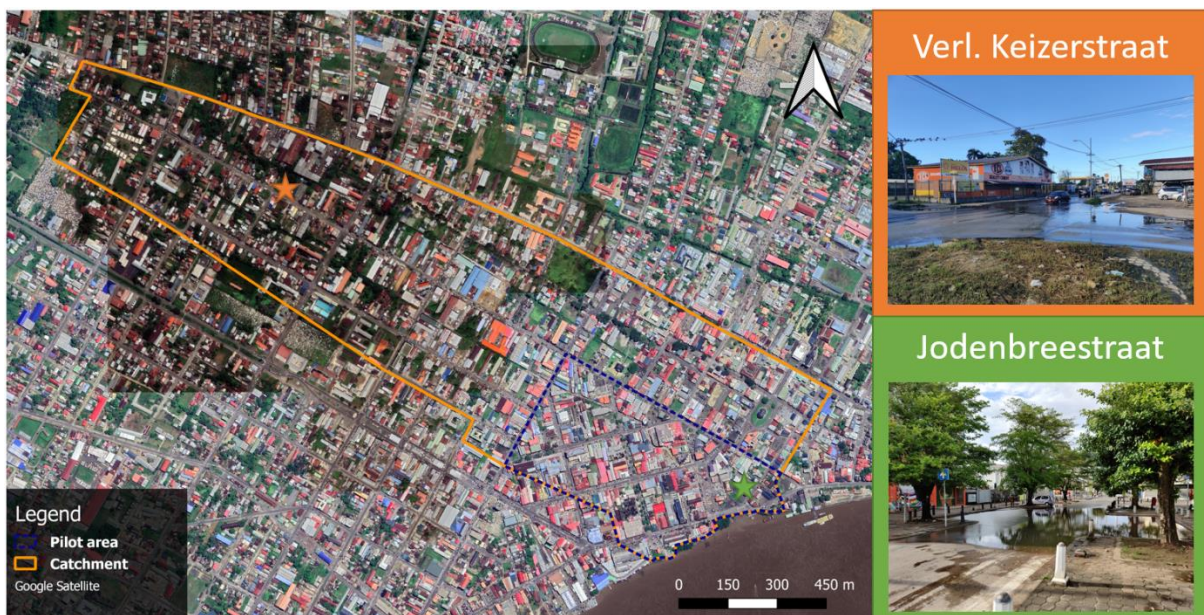 Verl. Keizerstraat
Jodenbreestraat
Legend
Pilot area
Catchment
Google Satellite
0 150 300 450 m